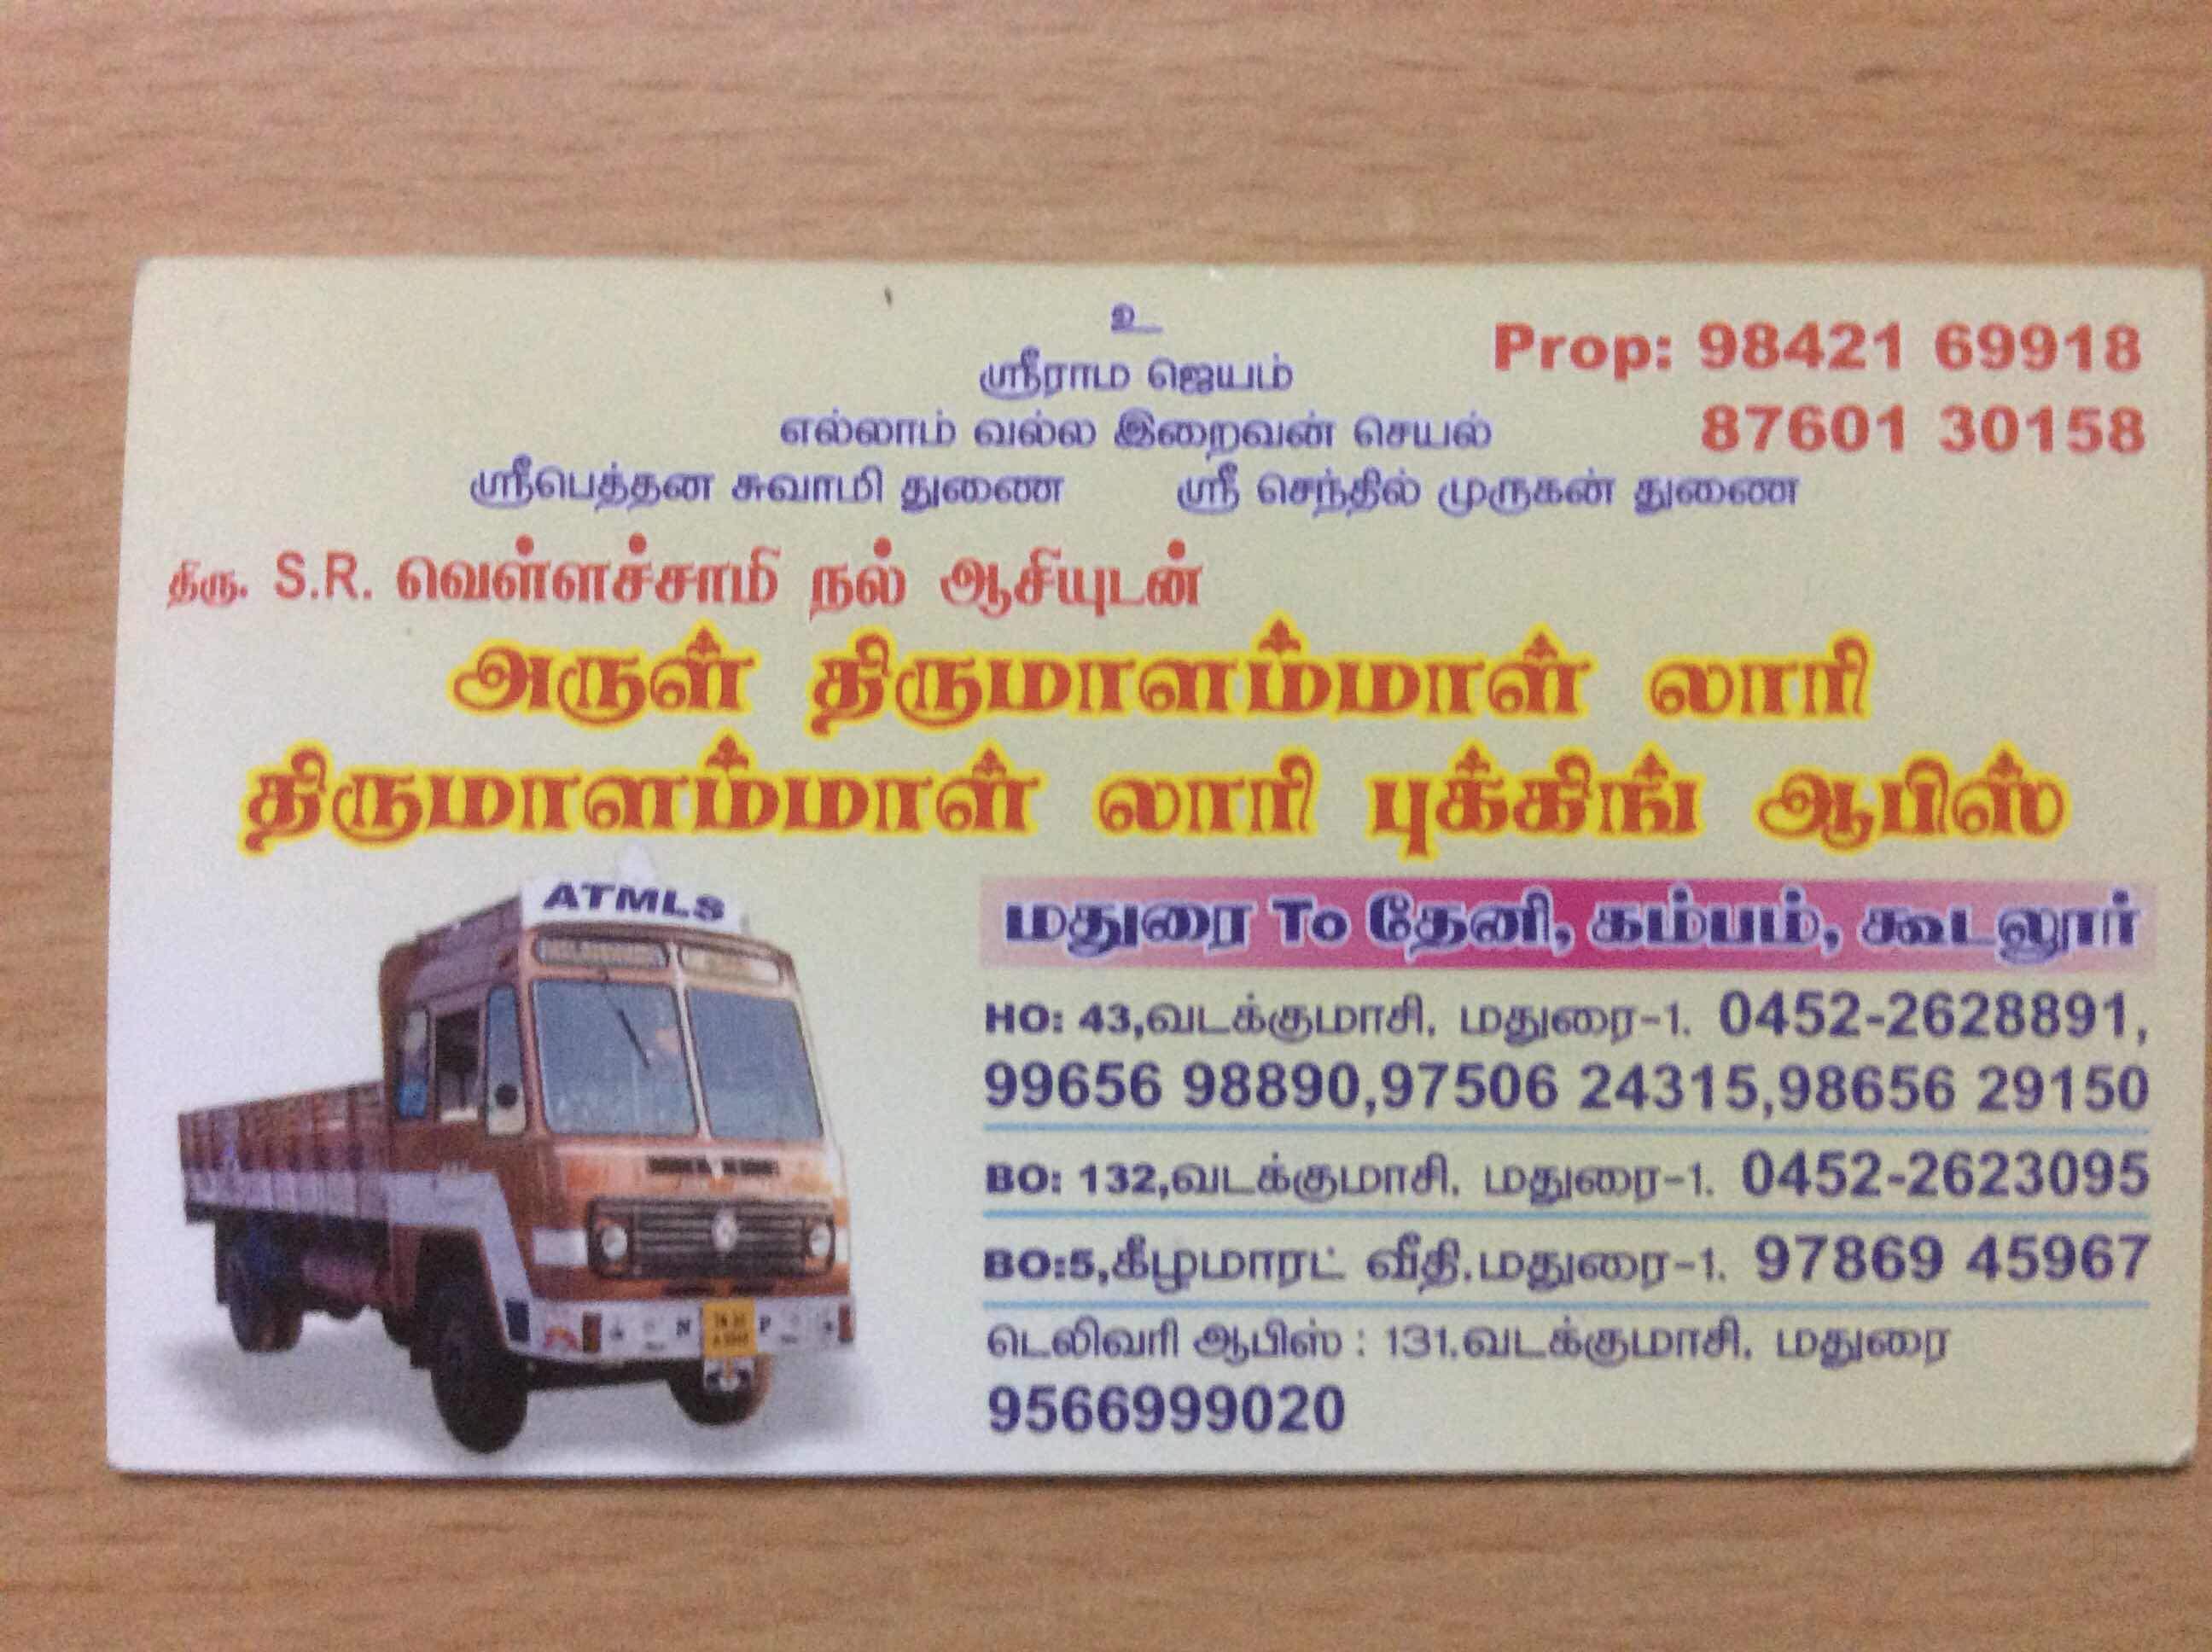 உ
ஸ்ரீராம ஜெயம்
Prop: 98421 69918
87601 30158
எல்லாம் வல்ல இறைவன் செயல்
ஸ்ரீபெத்தன சுவாமி துணை ஸ்ரீ செந்தில் முருகன் துணை
திரு. S.R. வெள்ளச்சாமி நல் ஆசியுடன்
அருள் திருமாளம்மாள் லாரி
திருமாளம்மாள் லாரி புக்கிங் ஆபிஸ்
ATMLS
மதுரை To தேனி, கம்பம், கூடலூர்
HO: 43,வடக்குமாசி. மதுரை-1. 0452-2628891,
99656 98890,97506 24315,98656 29150
BO: 132,வடக்குமாசி. மதுரை-1. 0452-2623095
BO:5,கீழமாரட் வீதி.மதுரை-1. 97869 45967
டெலிவரி ஆபிஸ் : 131.வடக்குமாசி. மதுரை
9566999020
N P